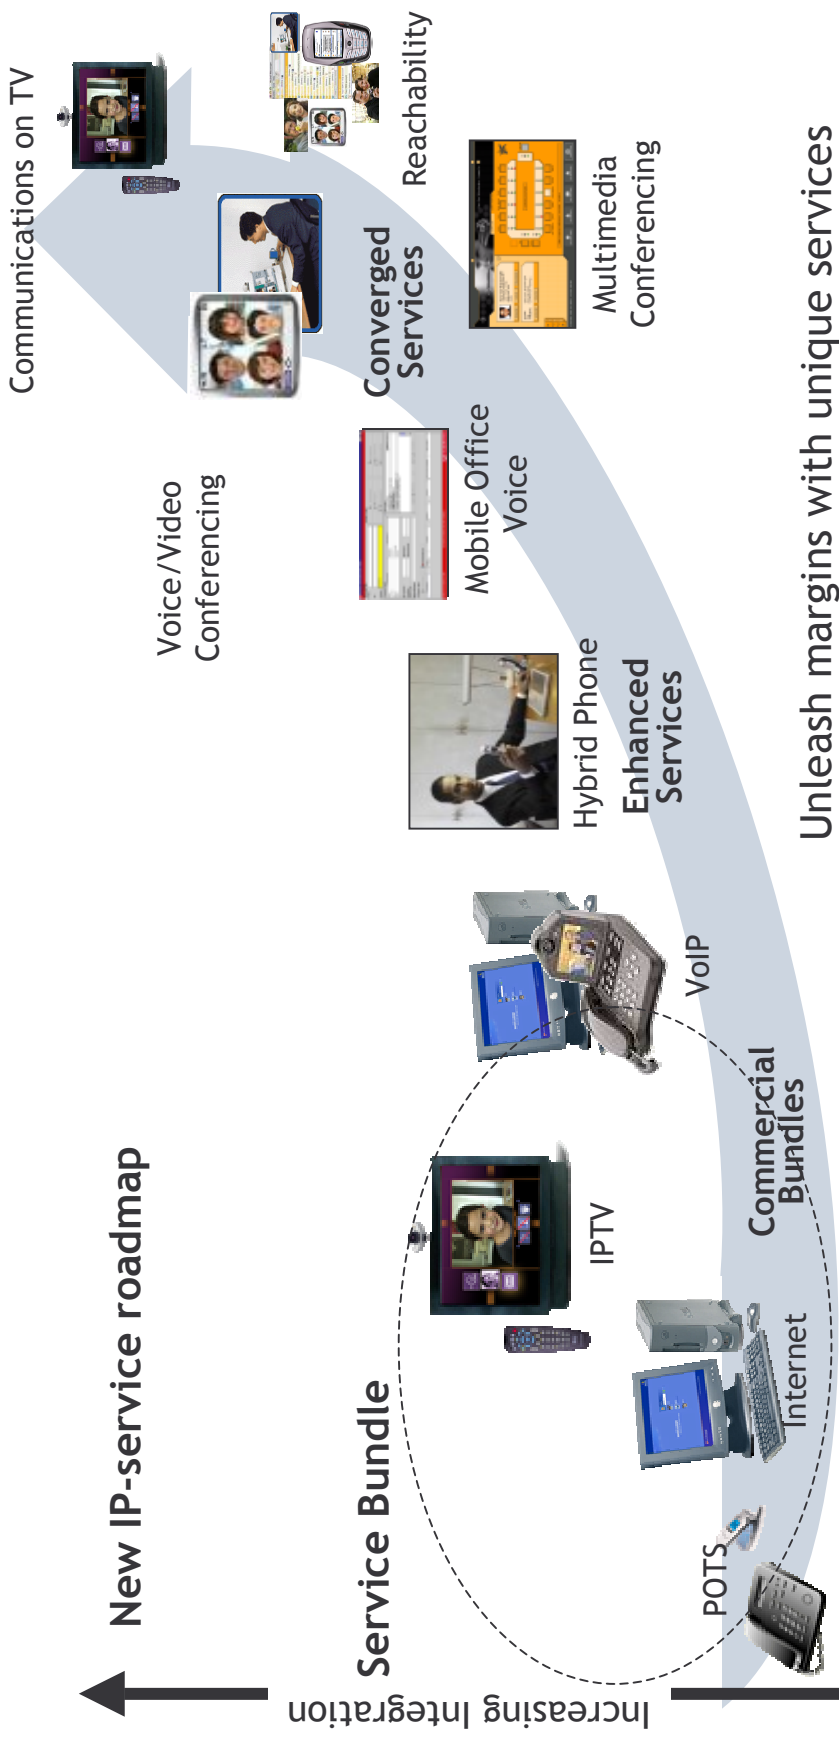 New IP-service roadmap
Increasing Integration
Service Bundle
POTS
Internet
IPTV
VoIP
Commercial
Bundles
Hybrid Phone
Enhanced
Services
Mobile Office
Voice
Voice/Video
Conferencing
Converged
Services
Multimedia
Conferencing
Reachability
Communications on TV
Unleash margins with unique services